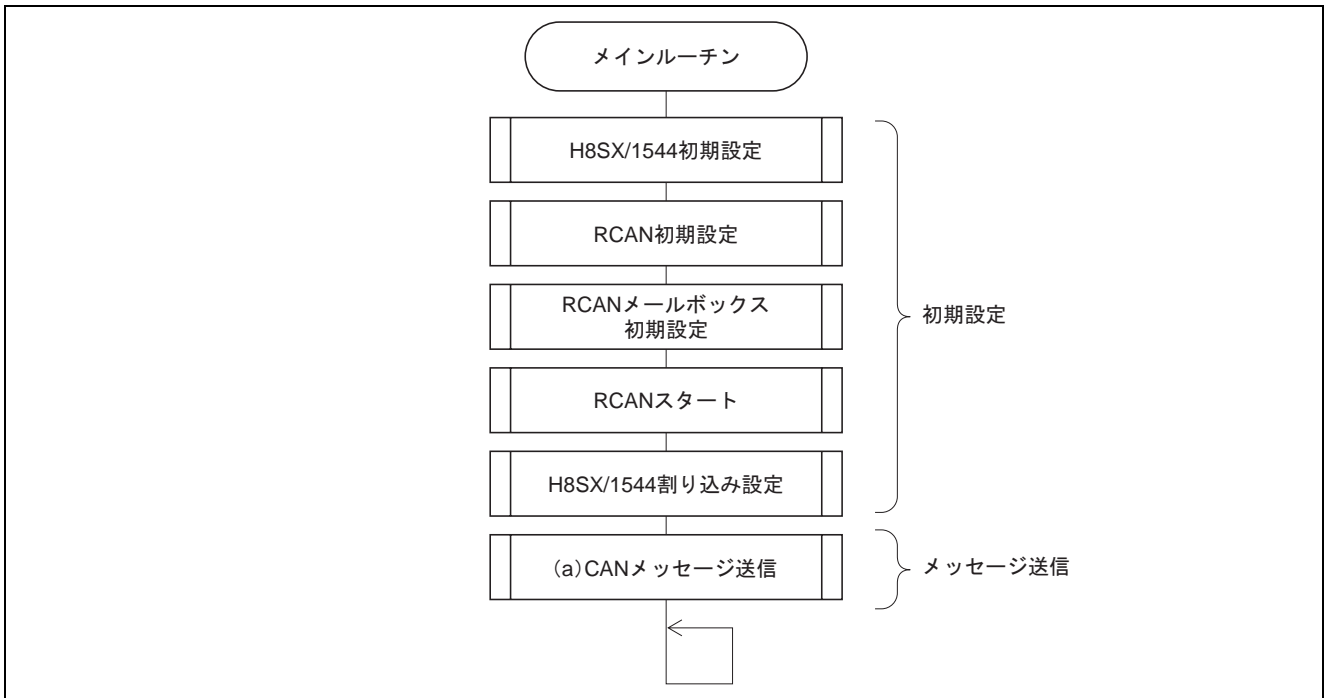 メインルーチン
H8SX/1544初期設定
RCAN初期設定
RCANメールボックス
初期設定
RCANスタート
H8SX/1544割り込み設定
初期設定
(a)CANメッセージ送信
メッセージ送信